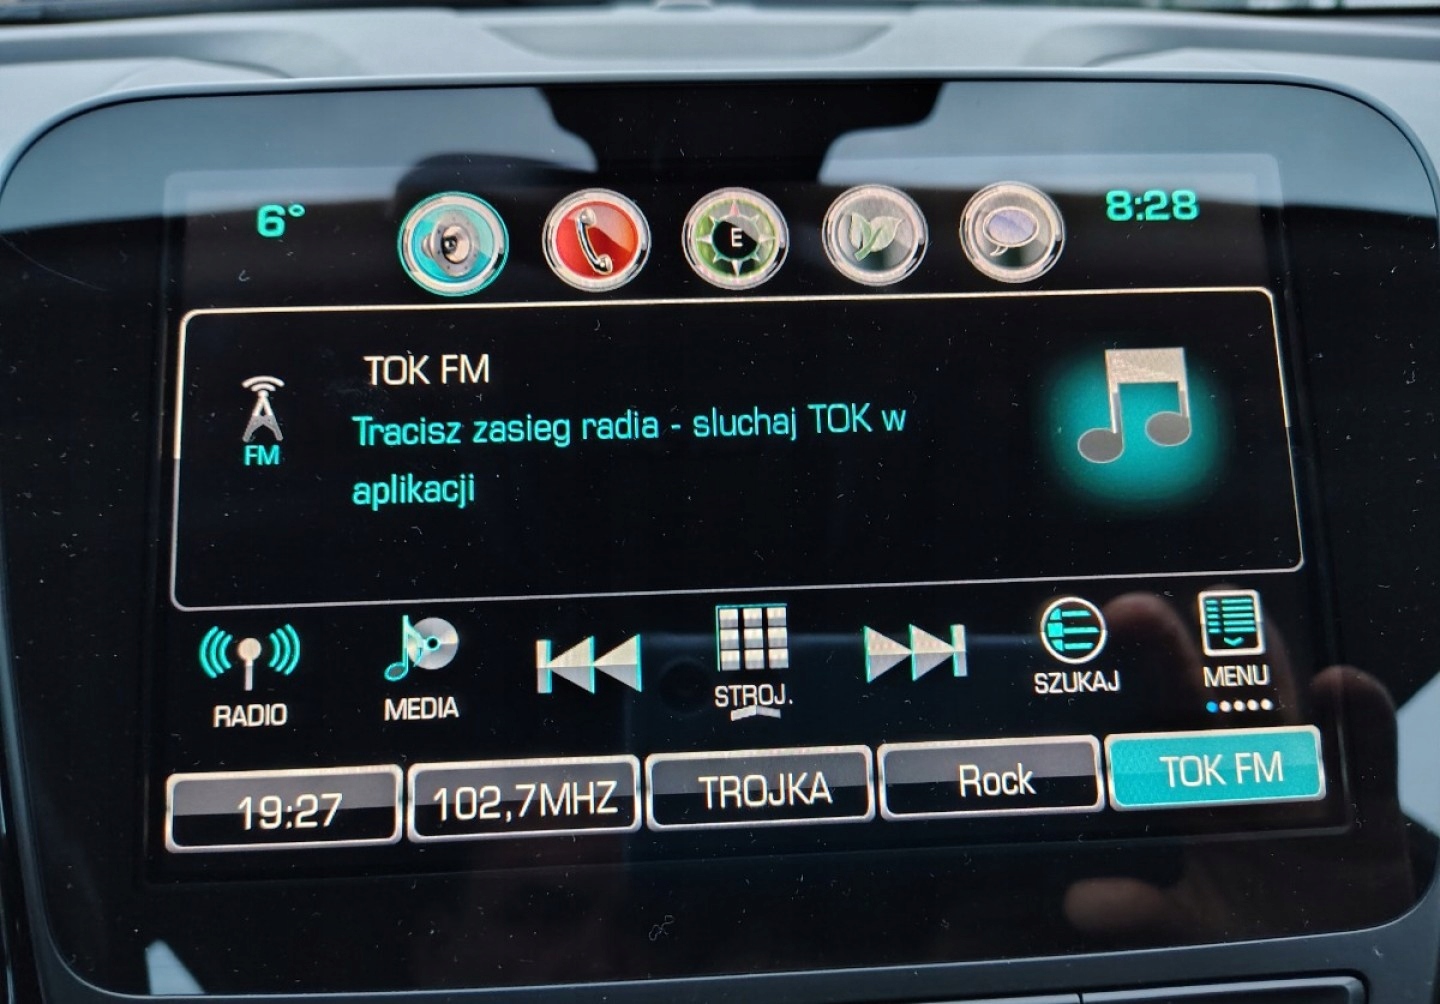 6°
E
8:28
TOK FM
Tracisz zasieg radia - sluchaj TOK w
aplikacji
FM
RADIO
MEDIA
STROJ.
SZUKAJ
MENU
19:27
102,7MHZ
TROJKA
Rock
TOK FM